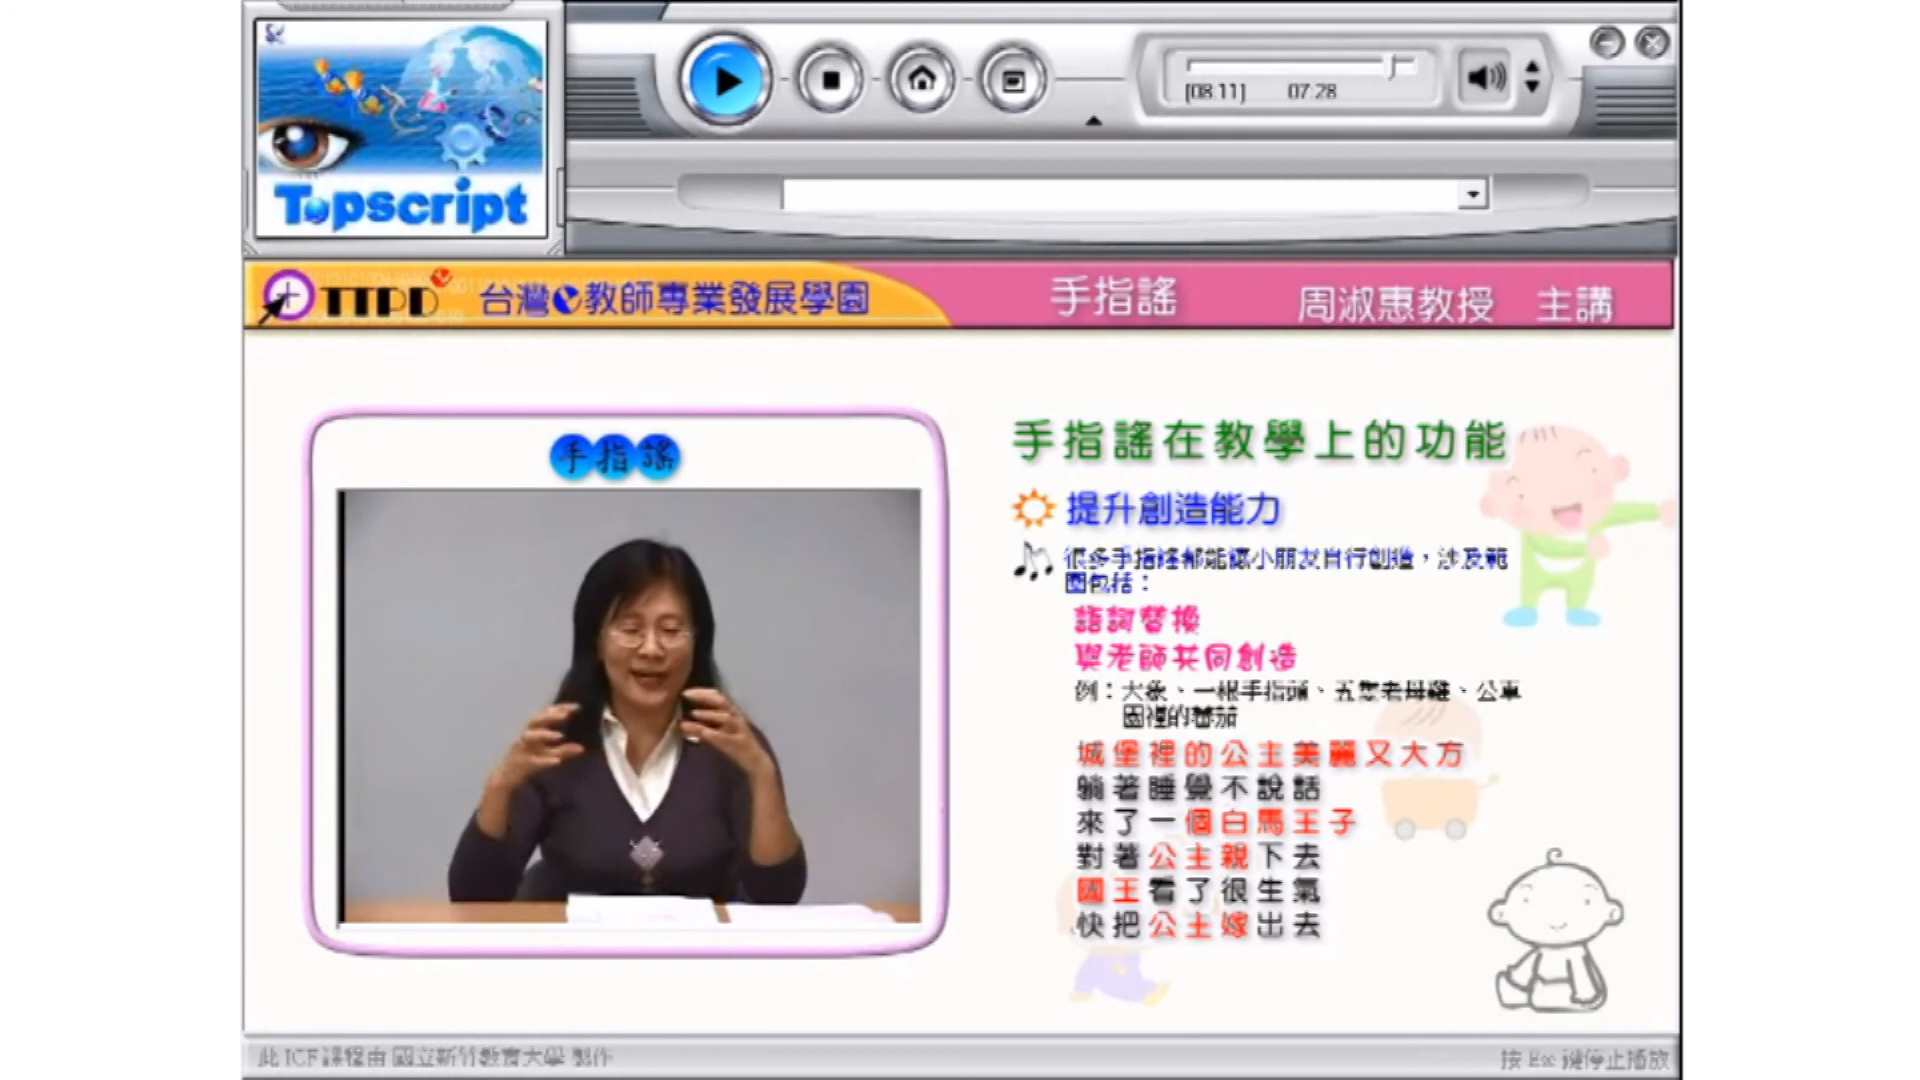 [08:11] 07:28
Topscript
TTPD 台灣e教師專業發展學園 手指謠 周淑惠教授 主講
手指謠
手指謠在教學上的功能
提升創造能力
很多手指謠都能讓小朋友自行創造，涉及範
圍包括：
語詞替換
與老師共同創造
例：大象、一根手指頭、五隻老母雞、公車
園裡的蕃茄
城堡裡的公主美麗又大方
躺著睡覺不說話
來了一個白馬王子
對著公主親下去
國王看了很生氣
快把公主嫁出去
此 ICF 課程由 國立新竹教育大學 製作
按 Esc 鍵停止播放